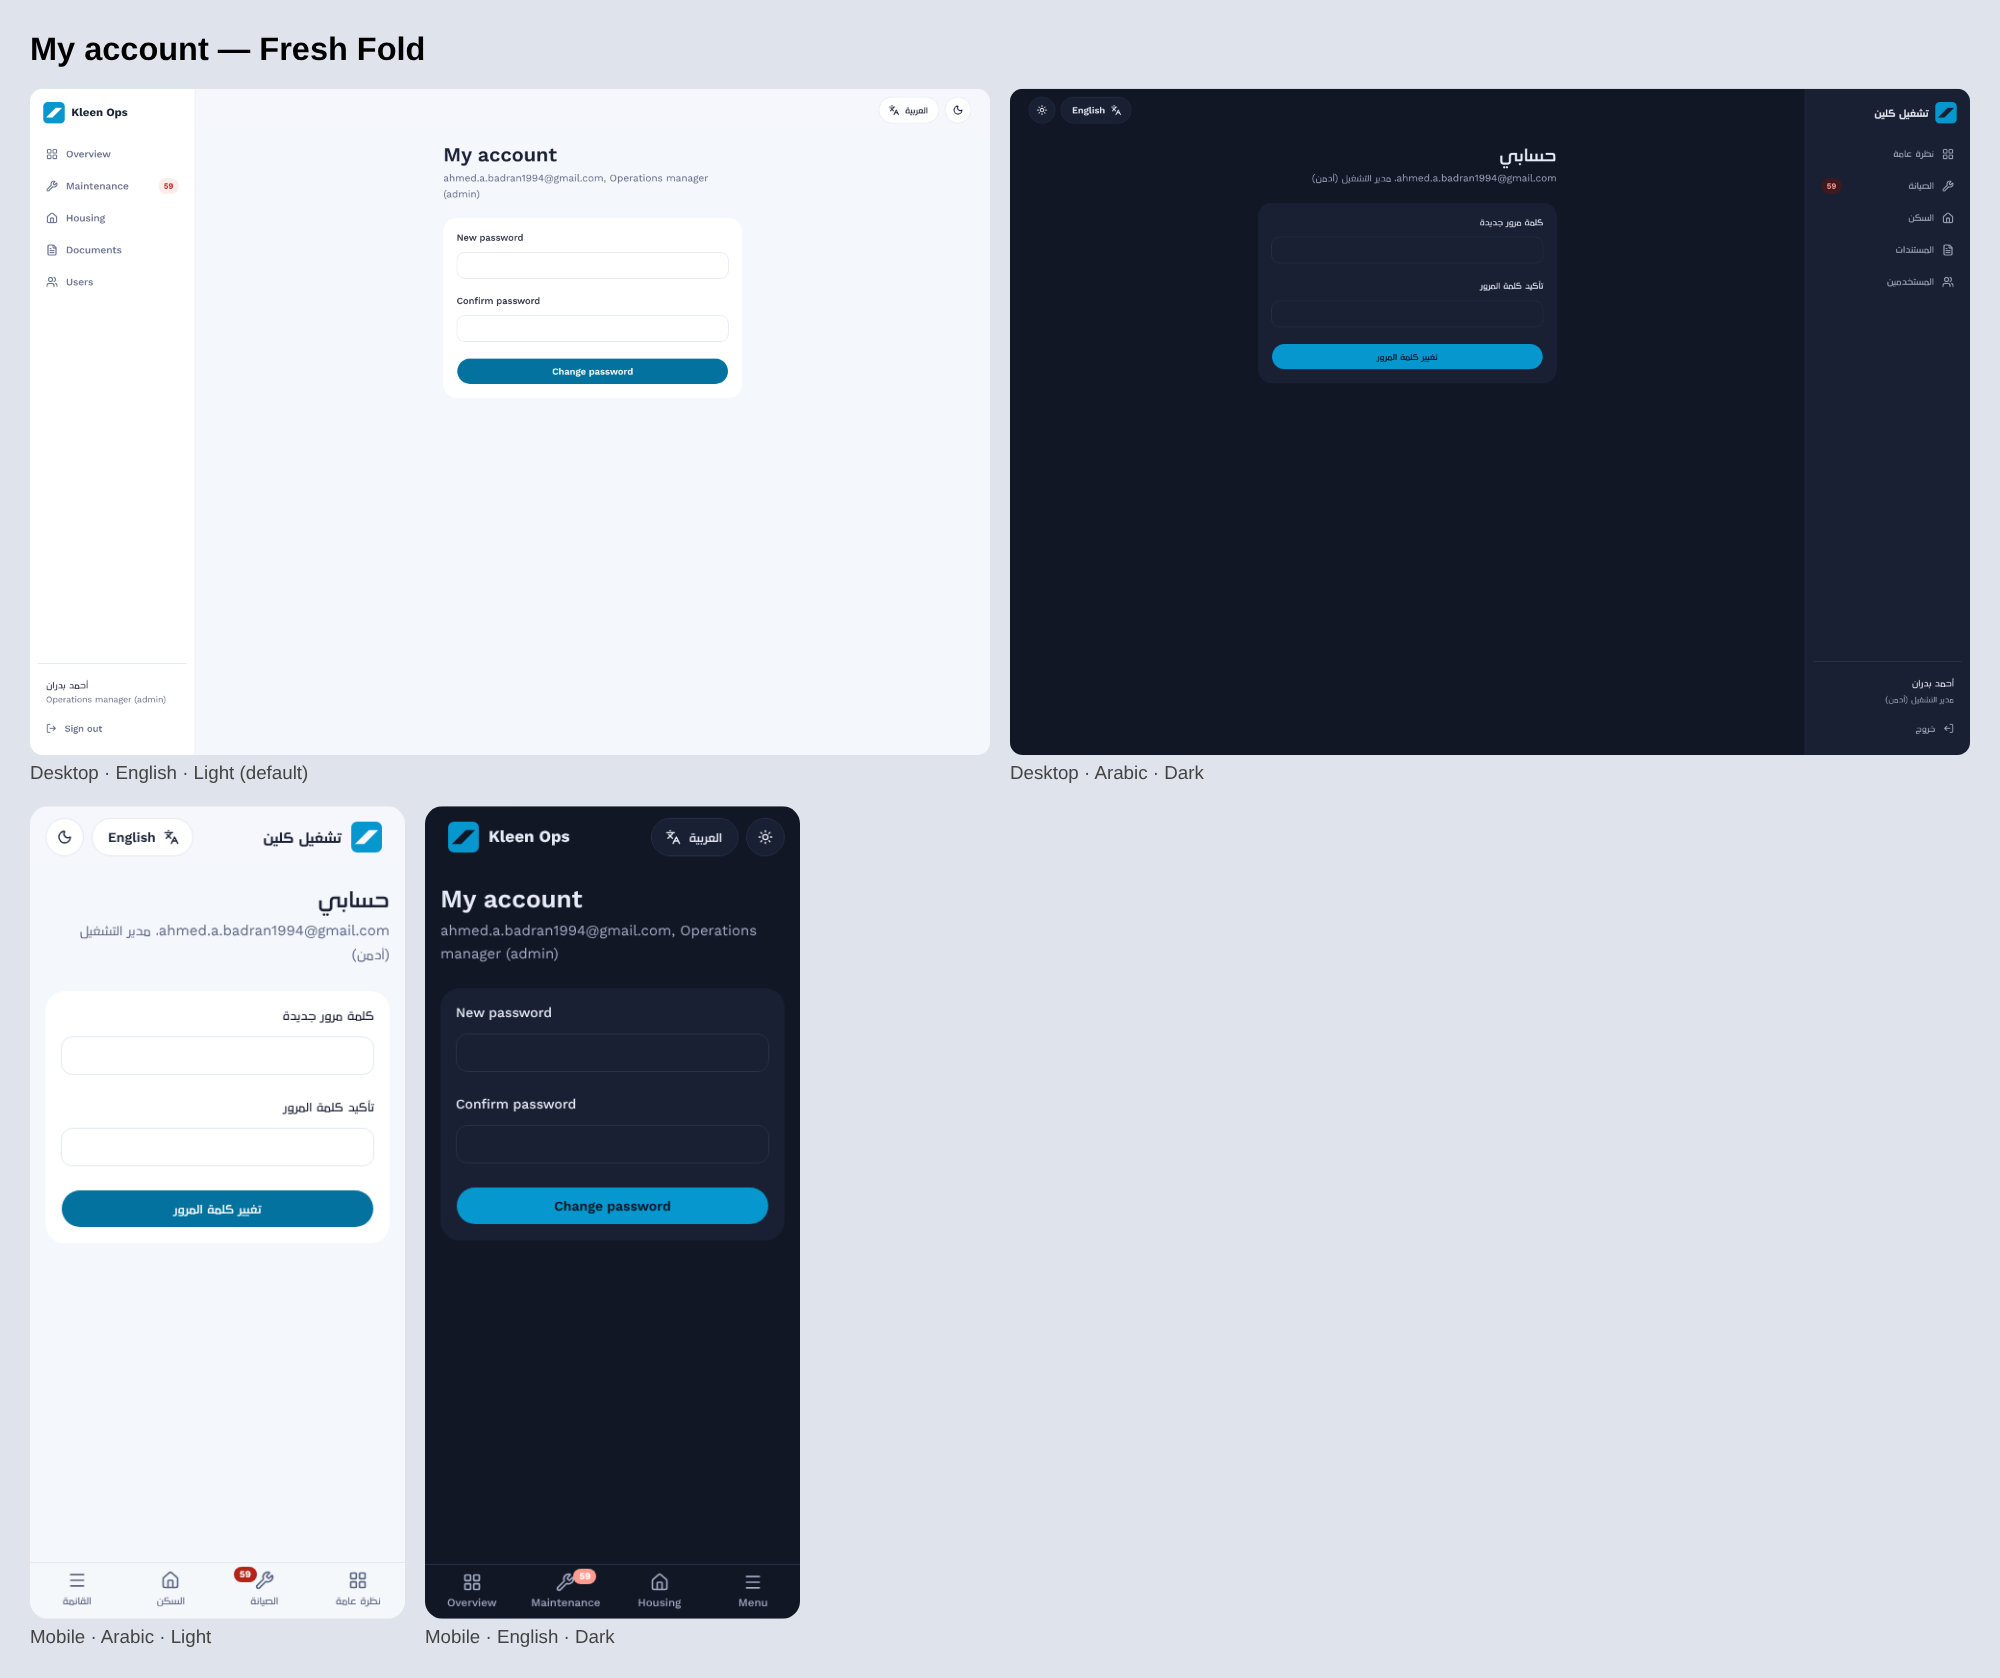 My account — Fresh Fold
Kleen Ops
العربية
Overview
Maintenance 59
Housing
Documents
Users
My account
ahmed.a.badran1994@gmail.com, Operations manager
(admin)
New password
Confirm password
Change password
أحمد بدران
Operations manager (admin)
Sign out
Desktop · English · Light (default)
تشغيل كلين
English
نظرة عامة
الصيانة 59
السكن
المستندات
المستخدمين
حسابي
ahmed.a.badran1994@gmail.com، مدير التشغيل (أدمن)
كلمة مرور جديدة
تأكيد كلمة المرور
تغيير كلمة المرور
أحمد بدران
مدير التشغيل (أدمن)
خروج
Desktop · Arabic · Dark
تشغيل كلين
English
حسابي
ahmed.a.badran1994@gmail.com، مدير التشغيل
(أدمن)
كلمة مرور جديدة
تأكيد كلمة المرور
تغيير كلمة المرور
59
نظرة عامة
الصيانة
السكن
القائمة
Mobile · Arabic · Light
Kleen Ops
العربية
My account
ahmed.a.badran1994@gmail.com, Operations
manager (admin)
New password
Confirm password
Change password
59
Overview
Maintenance
Housing
Menu
Mobile · English · Dark